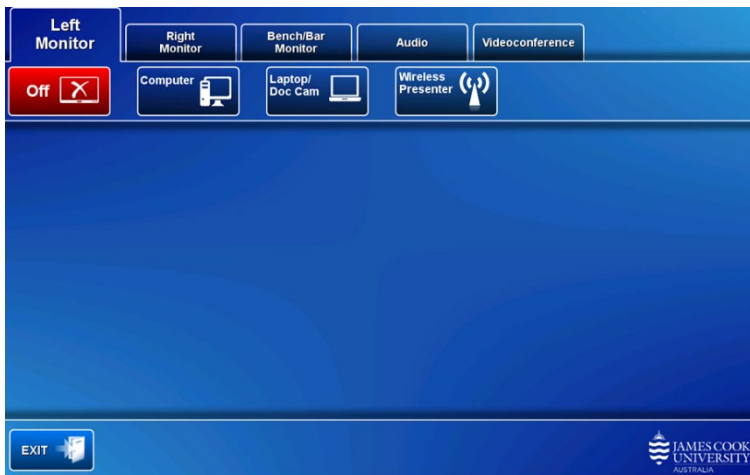 Left
Monitor
Right
Monitor
Bench/Bar
Monitor
Audio
Videoconference
Off
Computer
Laptop/
Doc Cam
Wireless
Presenter
EXIT
JAMES COOK
UNIVERSITY
AUSTRALIA